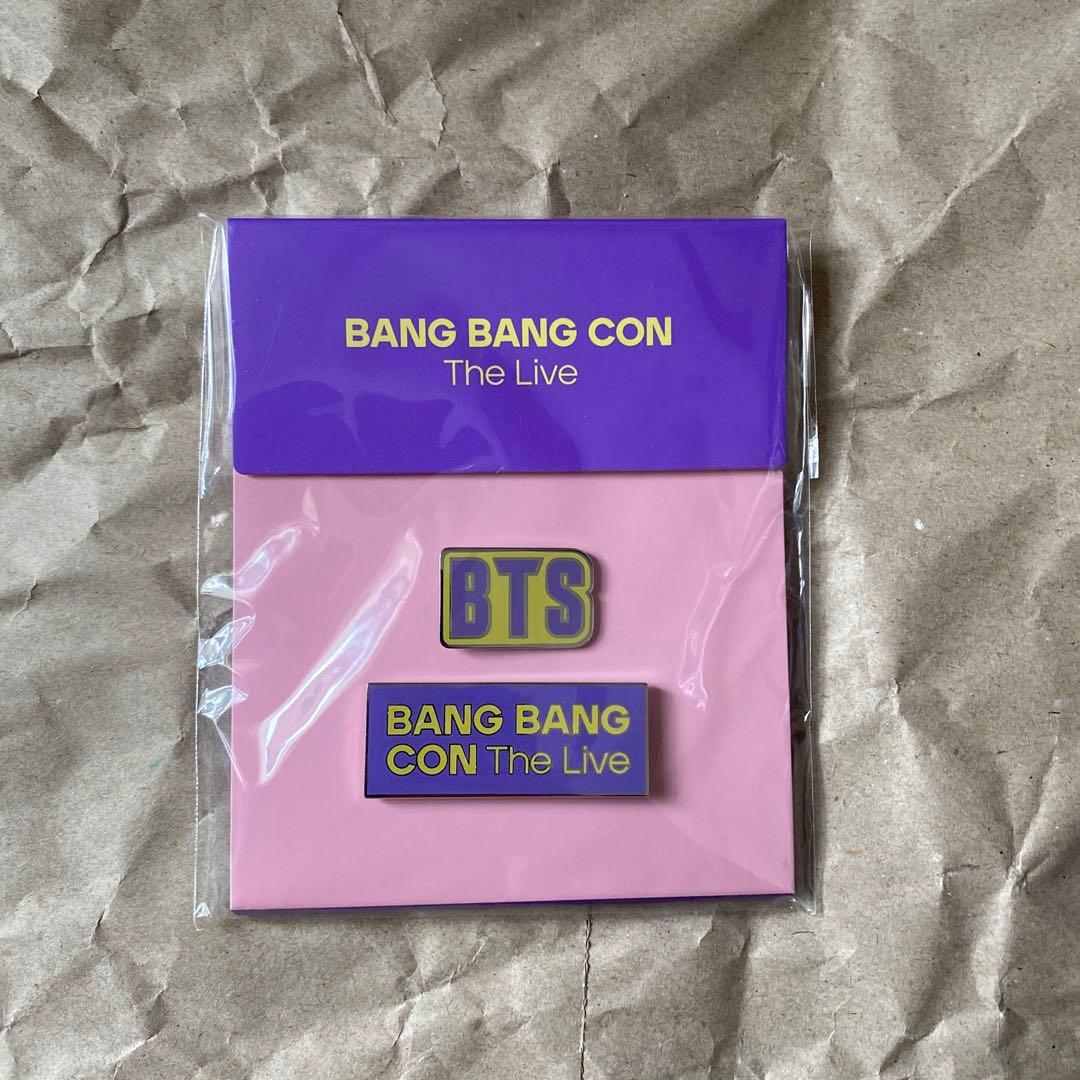 BANG BANG CON
The Live
BTS
BANG BANG
CON The Live